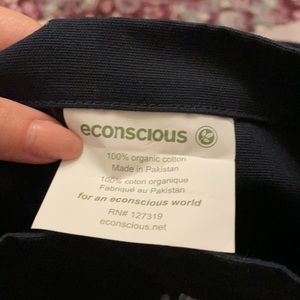 econscious
100% organic cotton
Made in Pakistan
100% coton organique
Fabriqué au Pakistan
for an econscious world
RN# 127319
econscious.net